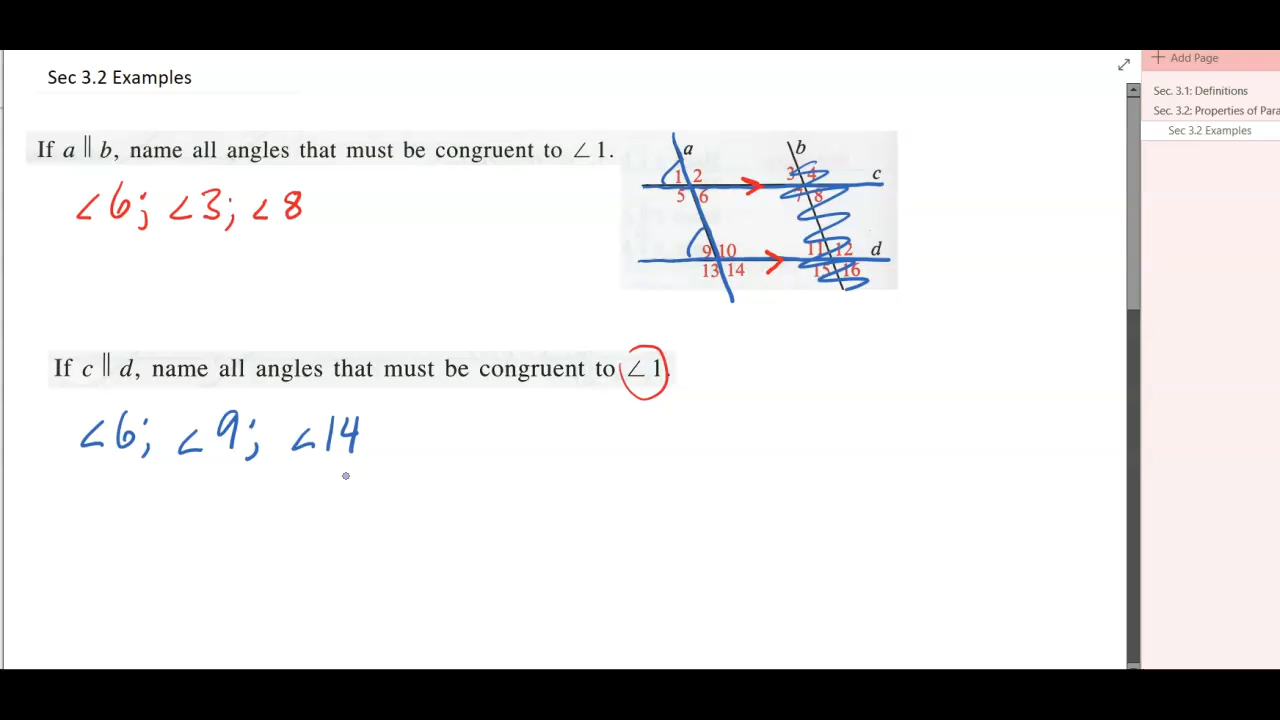 Sec 3.2 Examples
Add Page
Sec. 3.1: Definitions
Sec. 3.2: Properties of Para
Sec 3.2 Examples
If a ∥ b, name all angles that must be congruent to ∠ 1.
∠6; ∠3; ∠8
a
b
1 2
3 4
c
5 6
7 8
9 10
11 12
d
13 14
15 16
If c ∥ d, name all angles that must be congruent to ∠ 1.
∠6; ∠9; ∠14